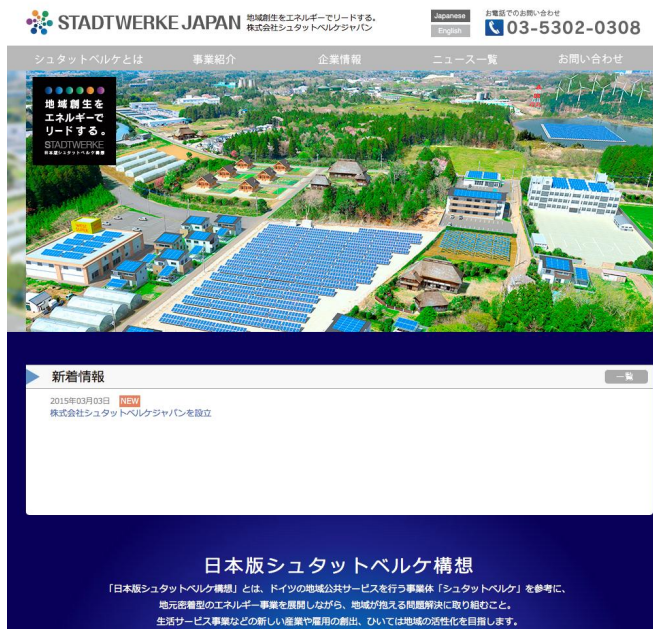 STADTWERKE JAPAN
地域創生をエネルギーでリードする。
株式会社シュタットベルケジャパン
Japanese
English
お電話でのお問い合わせ
03-5302-0308
シュタットベルケとは 事業紹介 企業情報 ニュース一覧 お問い合わせ
地域創生を
エネルギーで
リードする。
STADTWERKE
日本版シュタットベルケ構想
新着情報
一覧
2015年03月03日 NEW
株式会社シュタットベルケジャパンを設立
日本版シュタットベルケ構想
「日本版シュタットベルケ構想」とは、ドイツの地域公共サービスを行う事業体「シュタットベルケ」を参考に、
地元密着型のエネルギー事業を展開しながら、地域が抱える問題解決に取り組むこと。
生活サービス事業などの新しい産業や雇用の創出、ひいては地域の活性化を目指します。